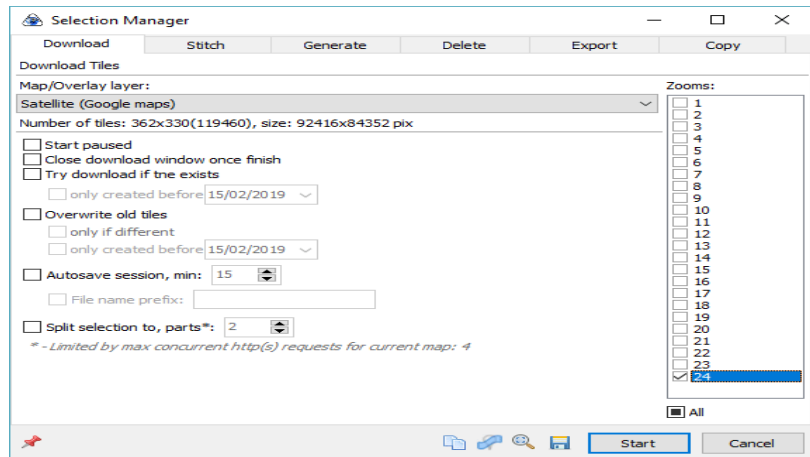 Selection Manager
Download Stitch Generate Delete Export Copy
Download Tiles
Map/Overlay layer:
Satellite (Google maps)
Number of tiles: 362x330(119460), size: 92416x84352 pix
Start paused
Close download window once finish
Try download if tne exists
only created before 15/02/2019
Overwrite old tiles
only if different
only created before 15/02/2019
Autosave session, min: 15
File name prefix:
Split selection to, parts*: 2
* - Limited by max concurrent http(s) requests for current map: 4
Zooms:
1
2
3
4
5
6
7
8
9
10
11
12
13
14
15
16
17
18
19
20
21
22
23
24
All
Start Cancel